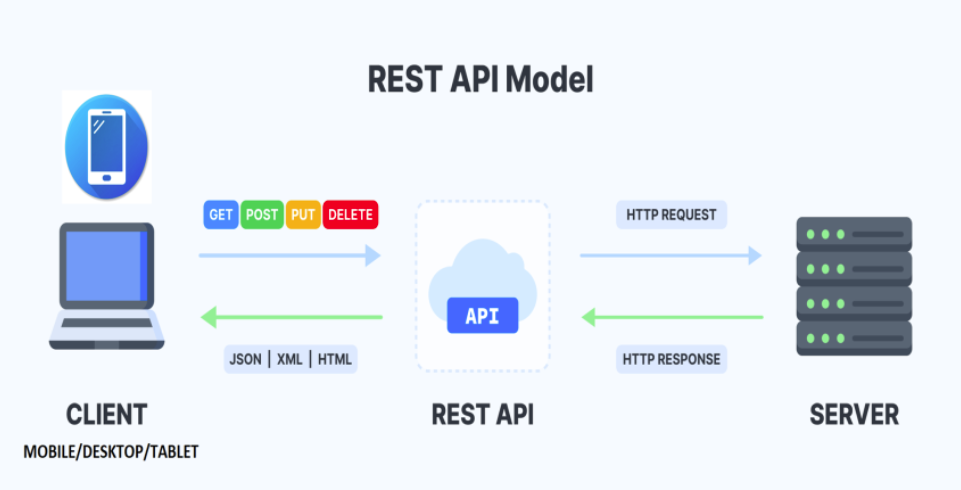 REST API Model
GET POST PUT DELETE
HTTP REQUEST
API
JSON | XML | HTML
HTTP RESPONSE
CLIENT
REST API
SERVER
MOBILE/DESKTOP/TABLET